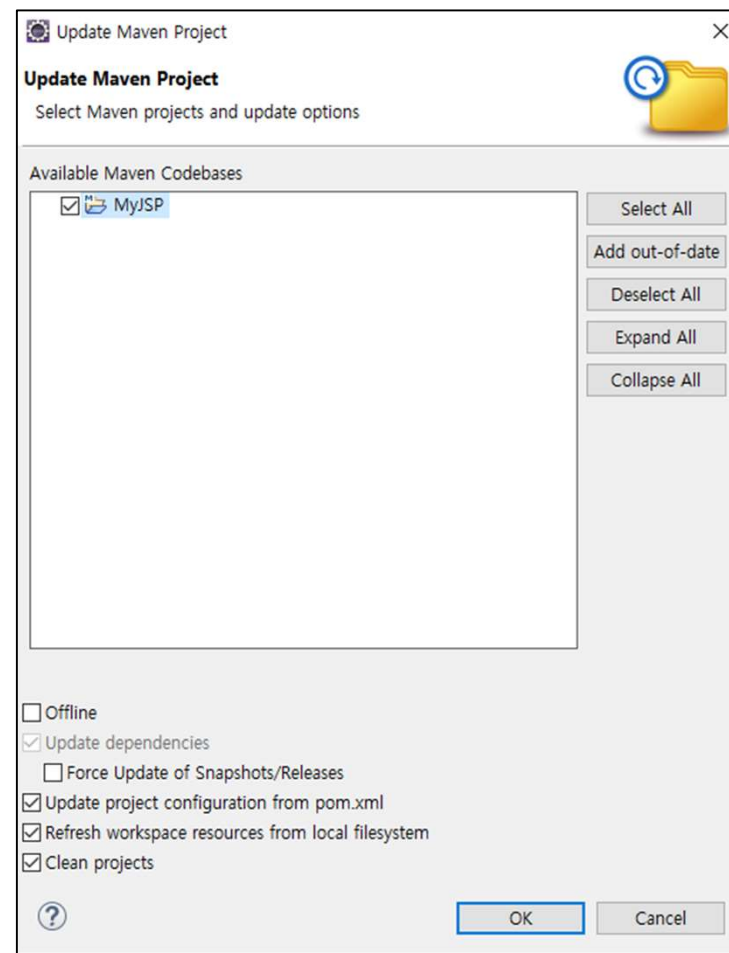 Update Maven Project
Update Maven Project
Select Maven projects and update options
Available Maven Codebases
MyJSP
Select All
Add out-of-date
Deselect All
Expand All
Collapse All
Offline
Update dependencies
Force Update of Snapshots/Releases
Update project configuration from pom.xml
Refresh workspace resources from local filesystem
Clean projects
? OK Cancel